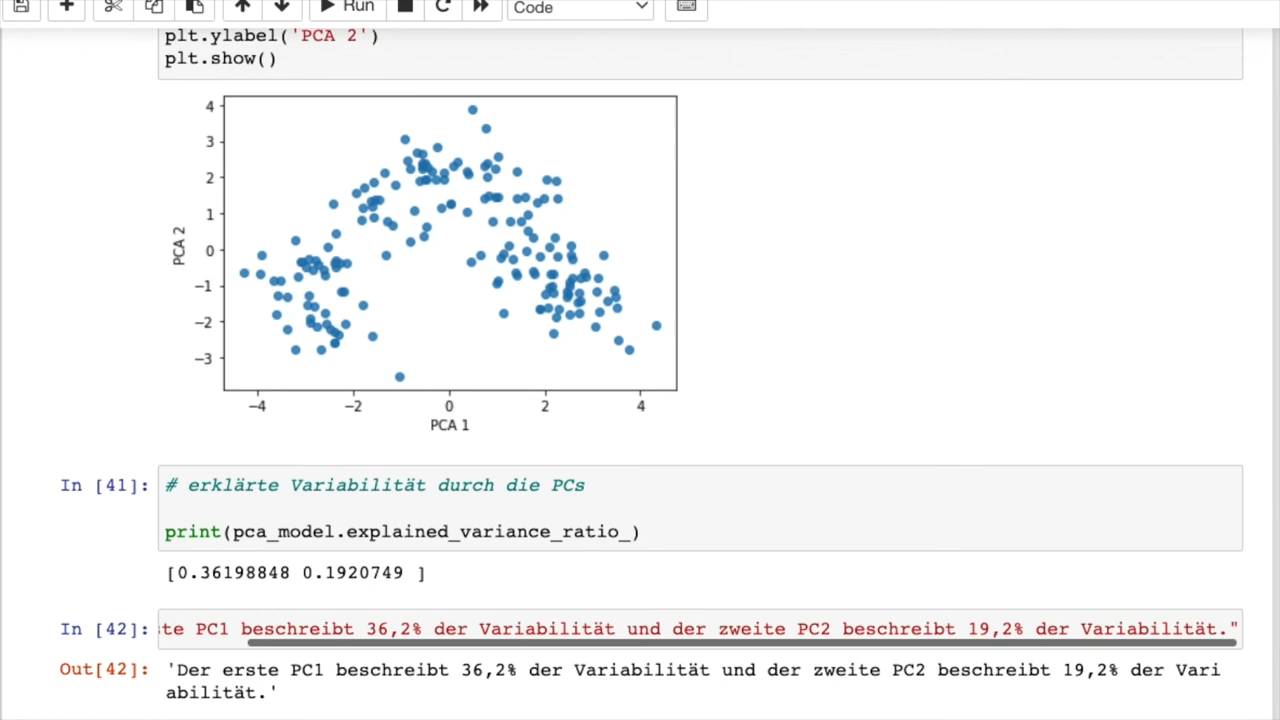 Run
Code
plt.ylabel('PCA 2')
plt.show()
4
3
2
1
0
−1
−2
−3
PCA 2
−4 −2 0 2 4
PCA 1
In [41]: # erklärte Variabilität durch die PCs
print(pca_model.explained_variance_ratio_)
[0.36198848 0.1920749 ]
In [42]: te PC1 beschreibt 36,2% der Variabilität und der zweite PC2 beschreibt 19,2% der Variabilität."
Out[42]: 'Der erste PC1 beschreibt 36,2% der Variabilität und der zweite PC2 beschreibt 19,2% der Vari
abilität.'